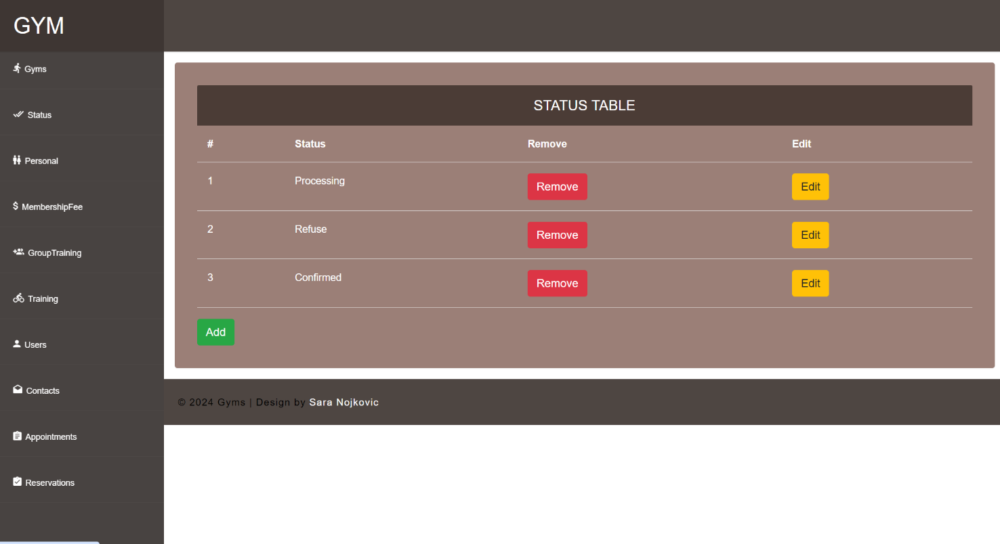 GYM
Gyms
Status
Personal
MembershipFee
GroupTraining
Training
Users
Contacts
Appointments
Reservations
STATUS TABLE
# Status Remove Edit
1 Processing Remove Edit
2 Refuse Remove Edit
3 Confirmed Remove Edit
Add
© 2024 Gyms | Design by Sara Nojkovic